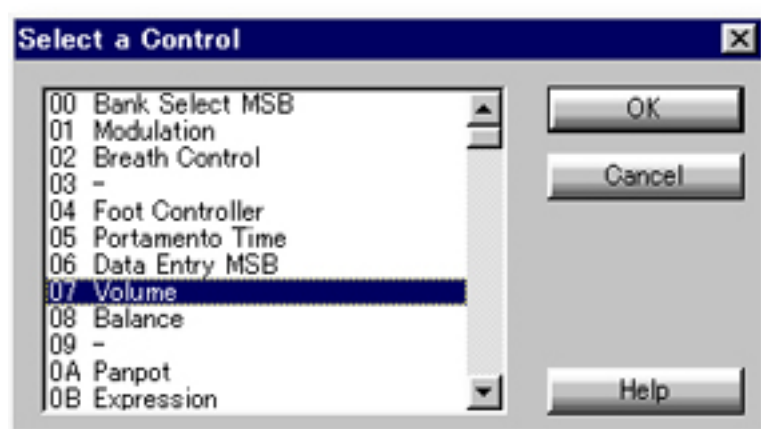 Select a Control
00 Bank Select MSB
01 Modulation
02 Breath Control
03 -
04 Foot Controller
05 Portamento Time
06 Data Entry MSB
07 Volume
08 Balance
09 -
0A Panpot
0B Expression
OK
Cancel
Help